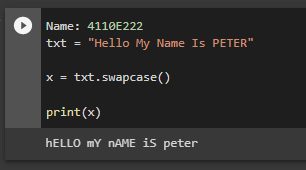 Name: 4110E222
txt = "Hello My Name Is PETER"
x = txt.swapcase()
print(x)
hELLO mY nAME iS peter